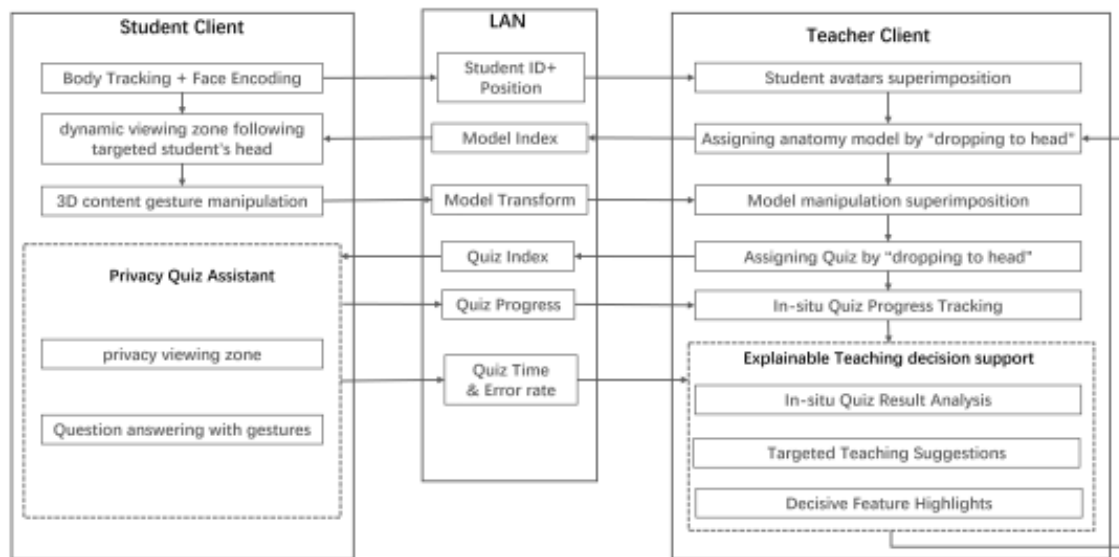 Student Client
Body Tracking + Face Encoding
dynamic viewing zone following
targeted student's head
3D content gesture manipulation
Privacy Quiz Assistant
privacy viewing zone
Question answering with gestures
LAN
Student ID+
Position
Model Index
Model Transform
Quiz Index
Quiz Progress
Quiz Time
& Error rate
Teacher Client
Student avatars superimposition
Assigning anatomy model by “dropping to head”
Model manipulation superimposition
Assigning Quiz by “dropping to head”
In-situ Quiz Progress Tracking
Explainable Teaching decision support
In-situ Quiz Result Analysis
Targeted Teaching Suggestions
Decisive Feature Highlights